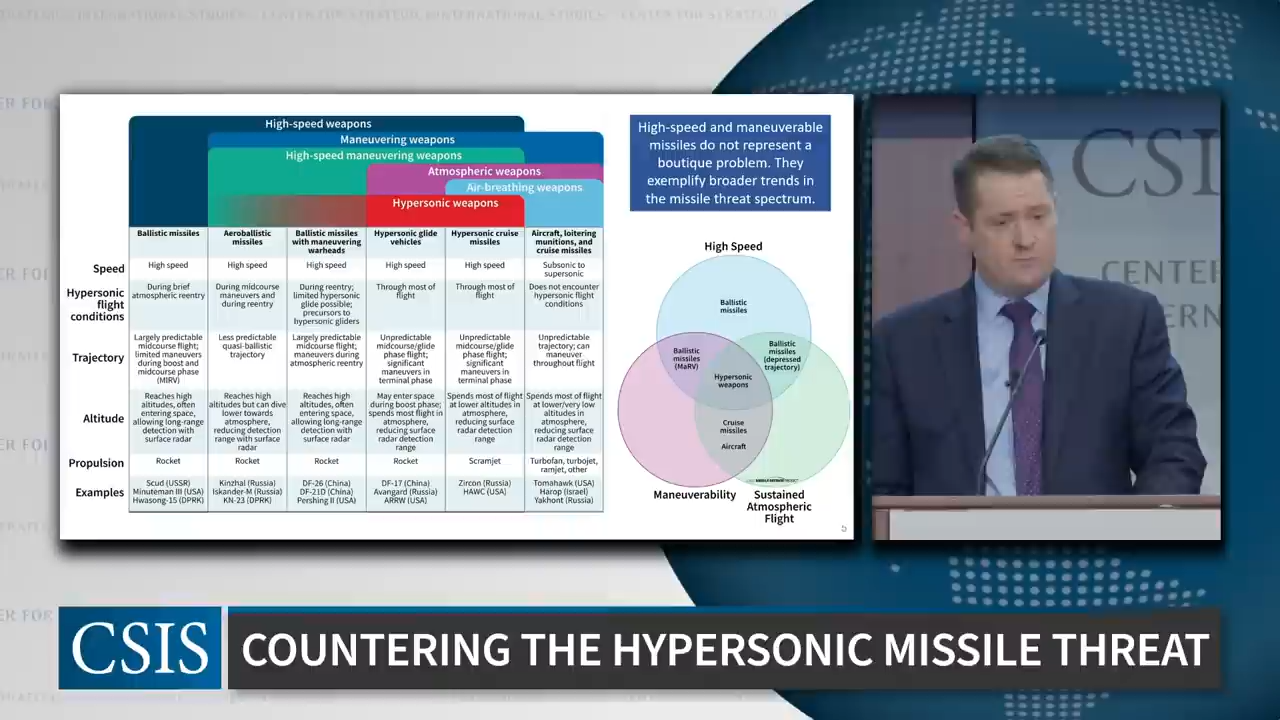 CENTER FOR STRATEGIC
High-speed weapons
Maneuvering weapons
High-speed maneuvering weapons
Atmospheric weapons
Air-breathing weapons
Hypersonic weapons
Ballistic missiles
Aeroballistic
missiles
Ballistic missiles
with maneuvering
warheads
Hypersonic glide
vehicles
Hypersonic cruise
missiles
Aircraft, loitering
munitions, and
cruise missiles
Speed
High speed
High speed
High speed
High speed
High speed
Subsonic to
supersonic
Hypersonic
flight
conditions
During brief
atmospheric reentry
During midcourse
maneuvers and
during reentry
During reentry;
limited hypersonic
glide possible;
precursors to
hypersonic gliders
Through most of
flight
Through most of
flight
Does not encounter
hypersonic flight
conditions
Trajectory
Largely predictable
midcourse flight;
limited maneuvers
during boost and
midcourse phase
(MIRV)
Less predictable
quasi-ballistic
trajectory
Largely predictable
midcourse flight;
maneuvers during
atmospheric reentry
Unpredictable
midcourse/glide
phase flight;
significant
maneuvers in
terminal phase
Unpredictable
midcourse/glide
phase flight;
significant
maneuvers in
terminal phase
Unpredictable
trajectory; can
maneuver
throughout flight
Altitude
Reaches high
altitudes, often
entering space,
allowing long-range
detection with
surface radar
Reaches high
altitudes but can dive
lower towards
atmosphere,
reducing detection
range with surface
radar
Reaches high
altitudes, often
entering space,
allowing long-range
detection with
surface radar
May enter space
during boost phase;
spends most flight in
atmosphere,
reducing surface
radar detection
range
Spends most of flight
at lower altitudes in
atmosphere,
reducing surface
radar detection
range
Spends most of flight
at lower/very low
altitudes in
atmosphere,
reducing surface
radar detection
range
Propulsion
Rocket
Rocket
Rocket
Rocket
Scramjet
Turbofan, turbojet,
ramjet, other
Examples
Scud (USSR)
Minuteman III (USA)
Hwasong-15 (DPRK)
Kinzhal (Russia)
Iskander-M (Russia)
KN-23 (DPRK)
DF-26 (China)
DF-21D (China)
Pershing II (USA)
DF-17 (China)
Avangard (Russia)
ARRW (USA)
Zircon (Russia)
HAWC (USA)
Tomahawk (USA)
Harop (Israel)
Yakhont (Russia)
High-speed and maneuverable
missiles do not represent a
boutique problem. They
exemplify broader trends in
the missile threat spectrum.
High Speed
Ballistic
missiles
Ballistic
missiles
(MaRV)
Ballistic
missiles
(depressed
trajectory)
Hypersonic
weapons
Cruise
missiles
Aircraft
Maneuverability
Sustained
Atmospheric
Flight
5
CSI
CENTER
ERN
CSIS
COUNTERING THE HYPERSONIC MISSILE THREAT